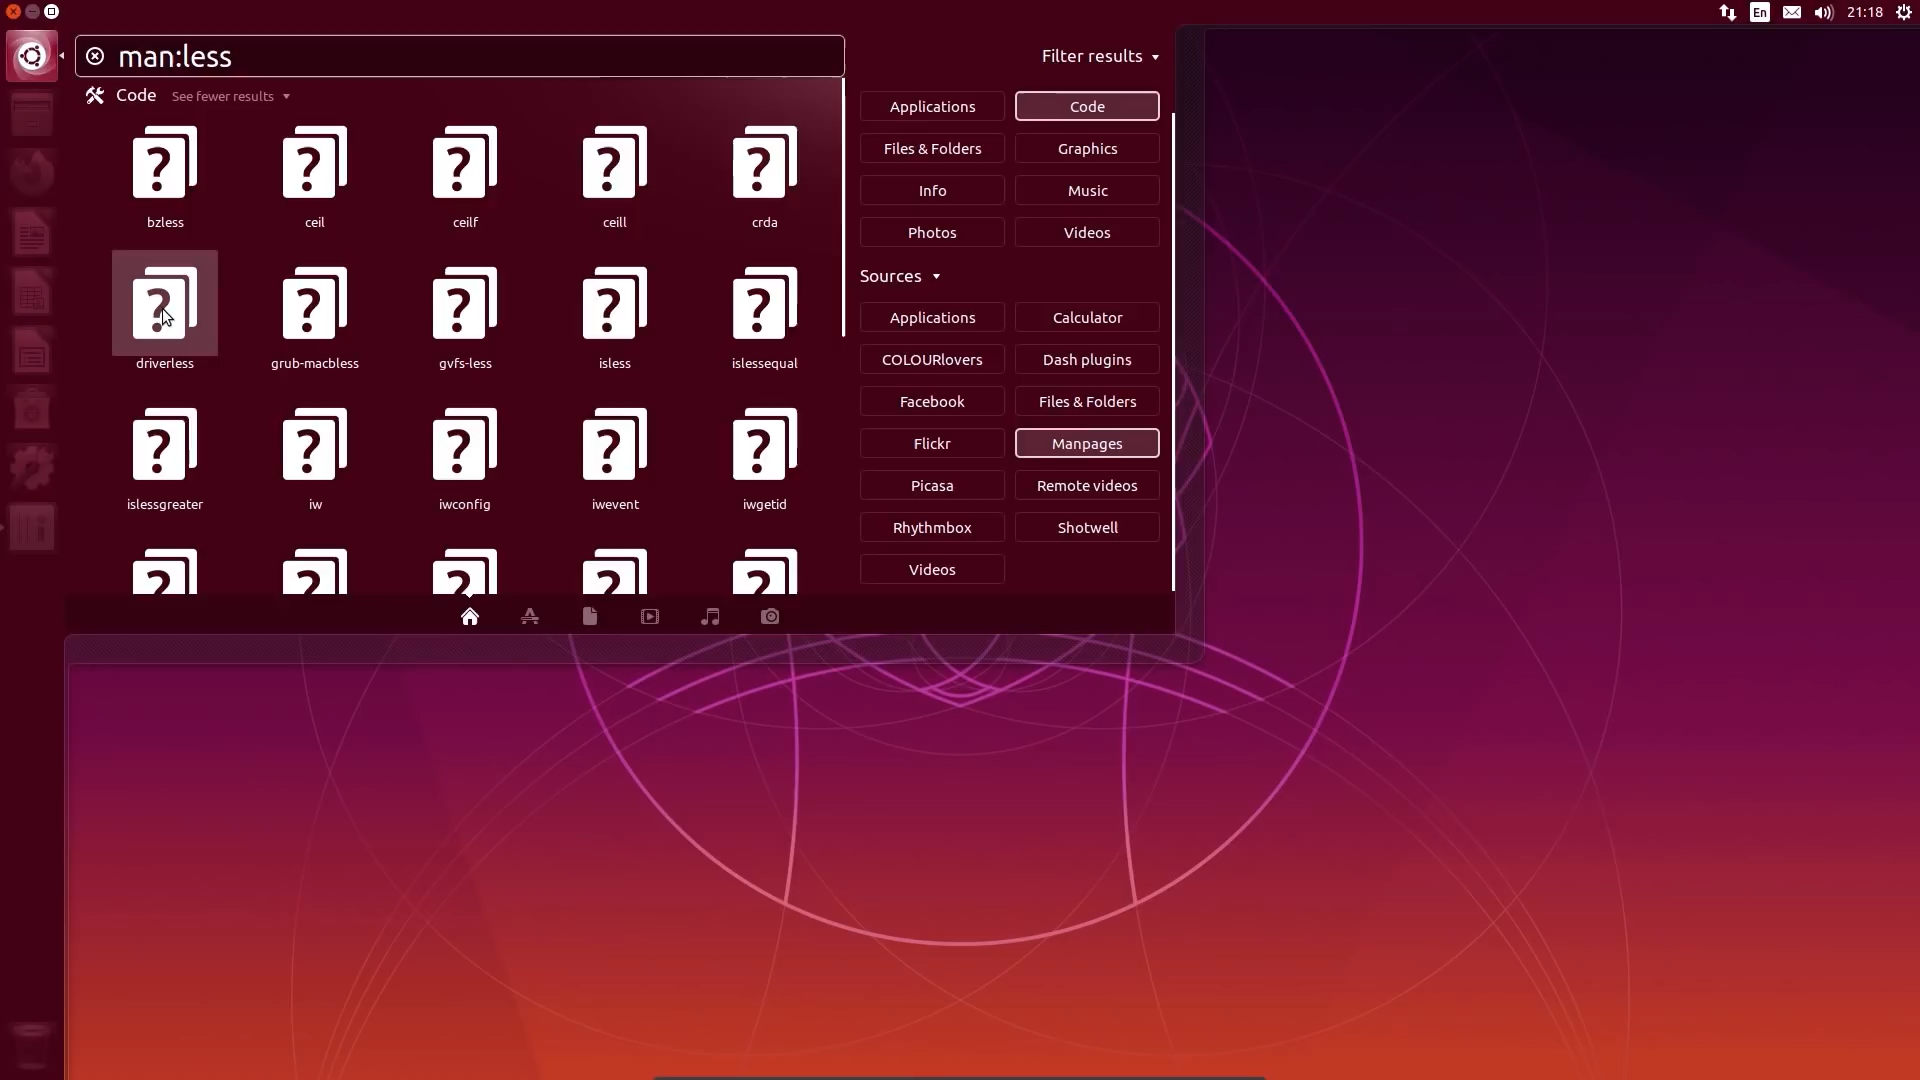 En
21:18
man:less
Filter results
Code See fewer results
bzless ceil ceilf ceill crda
driverless grub-macbless gvfs-less isless islessequal
islessgreater iw iwconfig iwevent iwgetid
Applications Code
Files & Folders Graphics
Info Music
Photos Videos
Sources
Applications Calculator
COLOURlovers Dash plugins
Facebook Files & Folders
Flickr Manpages
Picasa Remote videos
Rhythmbox Shotwell
Videos